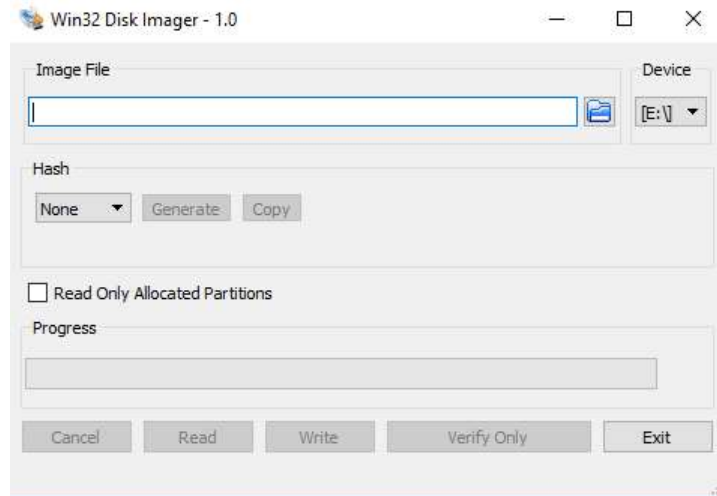 Win32 Disk Imager - 1.0
Image File
Device
[E:\]
Hash
None Generate Copy
Read Only Allocated Partitions
Progress
Cancel Read Write Verify Only Exit